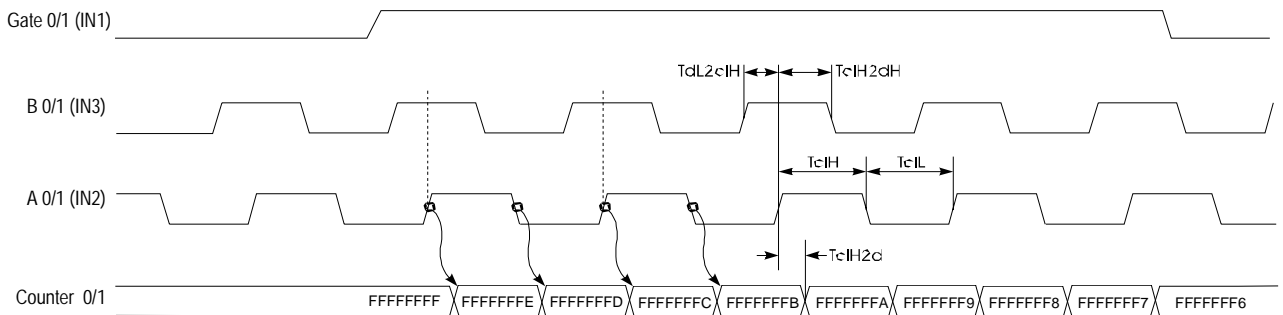 Gate 0/1 (IN1)
TdL2clH TclH2dH
B 0/1 (IN3)
TclH TclL
A 0/1 (IN2)
TclH2d
Counter 0/1 FFFFFFFF FFFFFFFE FFFFFFFD FFFFFFFC FFFFFFFB FFFFFFFA FFFFFFF9 FFFFFFF8 FFFFFFF7 FFFFFFF6